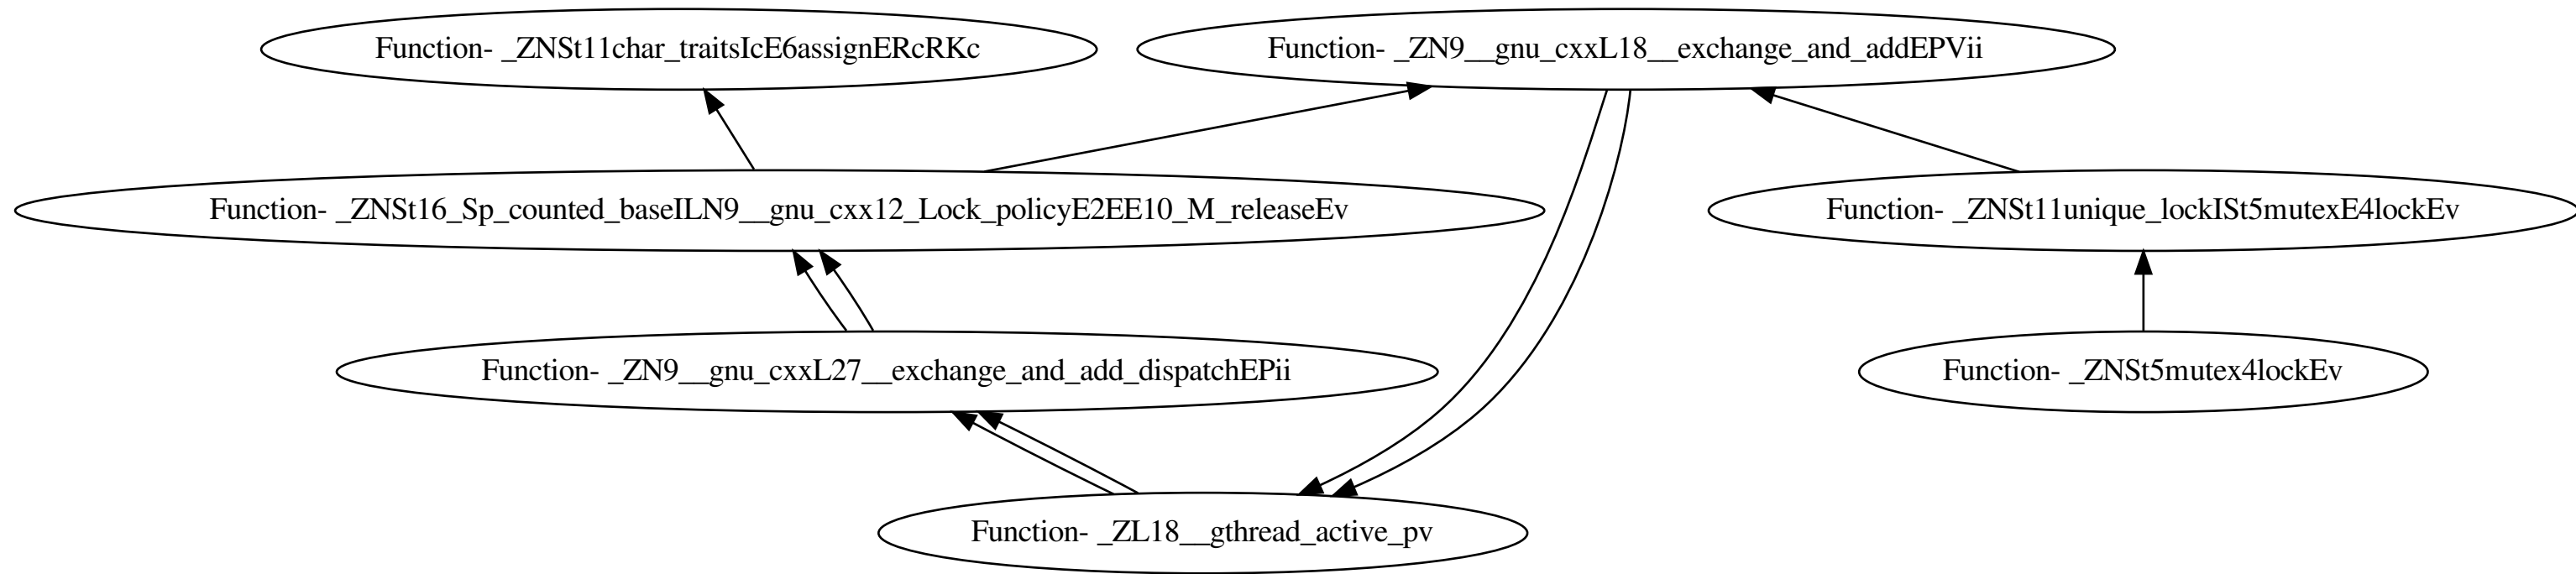 Function- _ZNSt11char_traitsIcE6assignERcRKc
Function- _ZN9__gnu_cxxL18__exchange_and_addEPVii
Function- _ZNSt16_Sp_counted_baseILN9__gnu_cxx12_Lock_policyE2EE10_M_releaseEv
Function- _ZNSt11unique_lockISt5mutexE4lockEv
Function- _ZN9__gnu_cxxL27__exchange_and_add_dispatchEPii
Function- _ZNSt5mutex4lockEv
Function- _ZL18__gthread_active_pv